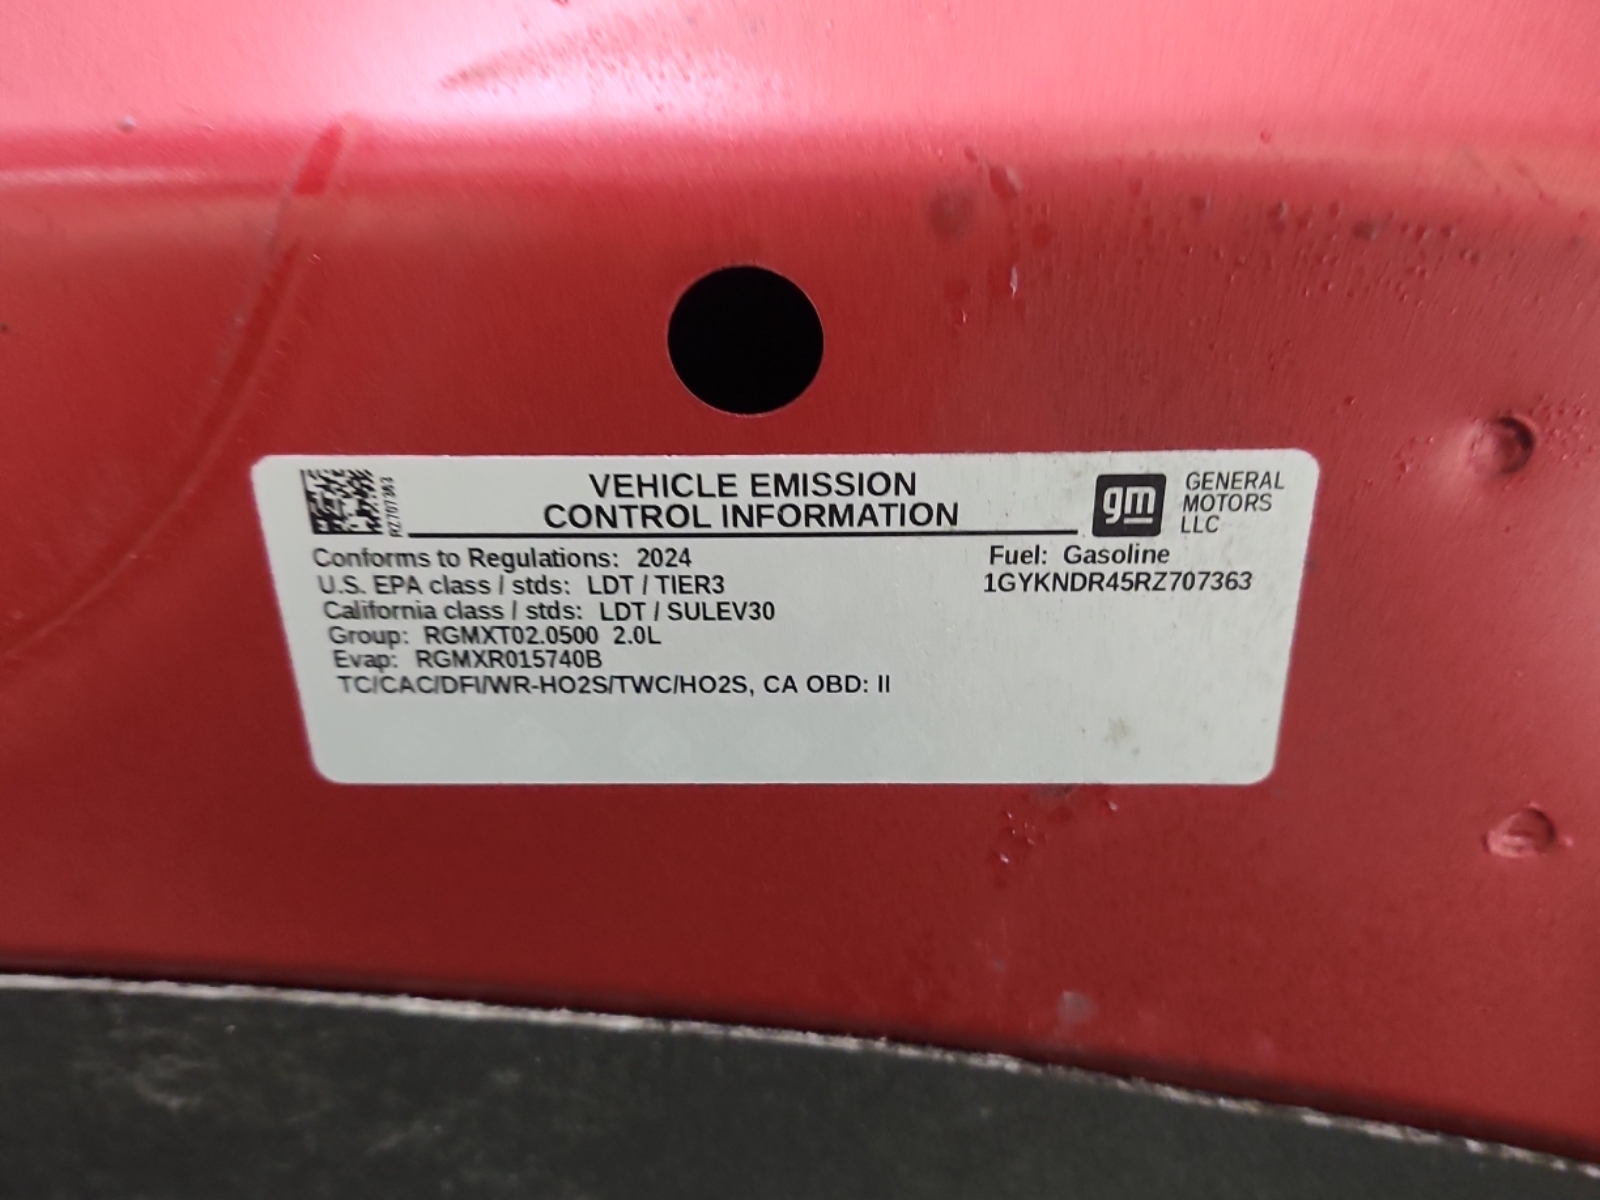 RZ707363
VEHICLE EMISSION
CONTROL INFORMATION
gm
GENERAL
MOTORS
LLC
Conforms to Regulations: 2024
Fuel: Gasoline
U.S. EPA class / stds: LDT / TIER3
1GYKNDR45RZ707363
California class / stds: LDT / SULEV30
Group: RGMXT02.0500 2.0L
Evap: RGMXR015740B
TC/CAC/DFI/WR-HO2S/TWC/HO2S, CA OBD: II